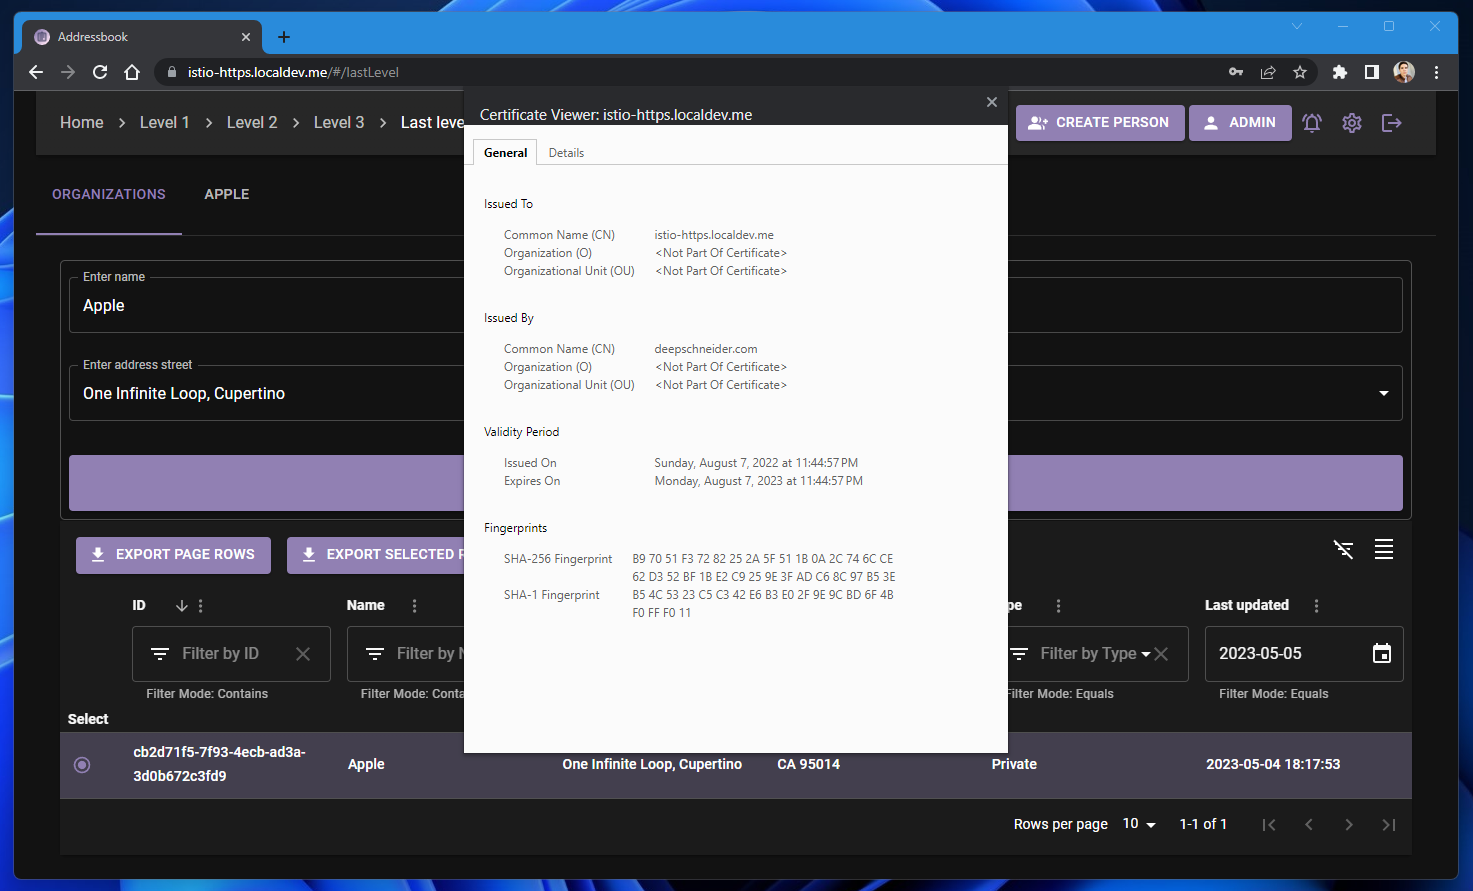 Addressbook
istio-https.localdev.me/#/lastLevel
Certificate Viewer: istio-https.localdev.me
Home > Level 1 > Level 2 > Level 3 > Last leve
CREATE PERSON
ADMIN
General Details
ORGANIZATIONS APPLE
Issued To
Common Name (CN) istio-https.localdev.me
Organization (O) <Not Part Of Certificate>
Organizational Unit (OU) <Not Part Of Certificate>
Issued By
Common Name (CN) deepschneider.com
Organization (O) <Not Part Of Certificate>
Organizational Unit (OU) <Not Part Of Certificate>
Validity Period
Issued On Sunday, August 7, 2022 at 11:44:57 PM
Expires On Monday, August 7, 2023 at 11:44:57 PM
Fingerprints
SHA-256 Fingerprint B9 70 51 F3 72 82 25 2A 5F 51 1B 0A 2C 74 6C CE
62 D3 52 BF 1B E2 C9 25 9E 3F AD C6 8C 97 B5 3E
SHA-1 Fingerprint B5 4C 53 23 C5 C3 42 E6 B3 E0 2F 9E 9C BD 6F 4B
F0 FF F0 11
Enter name
Apple
Enter address street
One Infinite Loop, Cupertino
EXPORT PAGE ROWS
EXPORT SELECTED R
ID Name pe Last updated
Filter by ID Filter by N Filter by Type 2023-05-05
Filter Mode: Contains Filter Mode: Conta Filter Mode: Equals Filter Mode: Equals
Select
cb2d71f5-7f93-4ecb-ad3a-
3d0b672c3fd9
Apple One Infinite Loop, Cupertino CA 95014 Private 2023-05-04 18:17:53
Rows per page 10 1-1 of 1